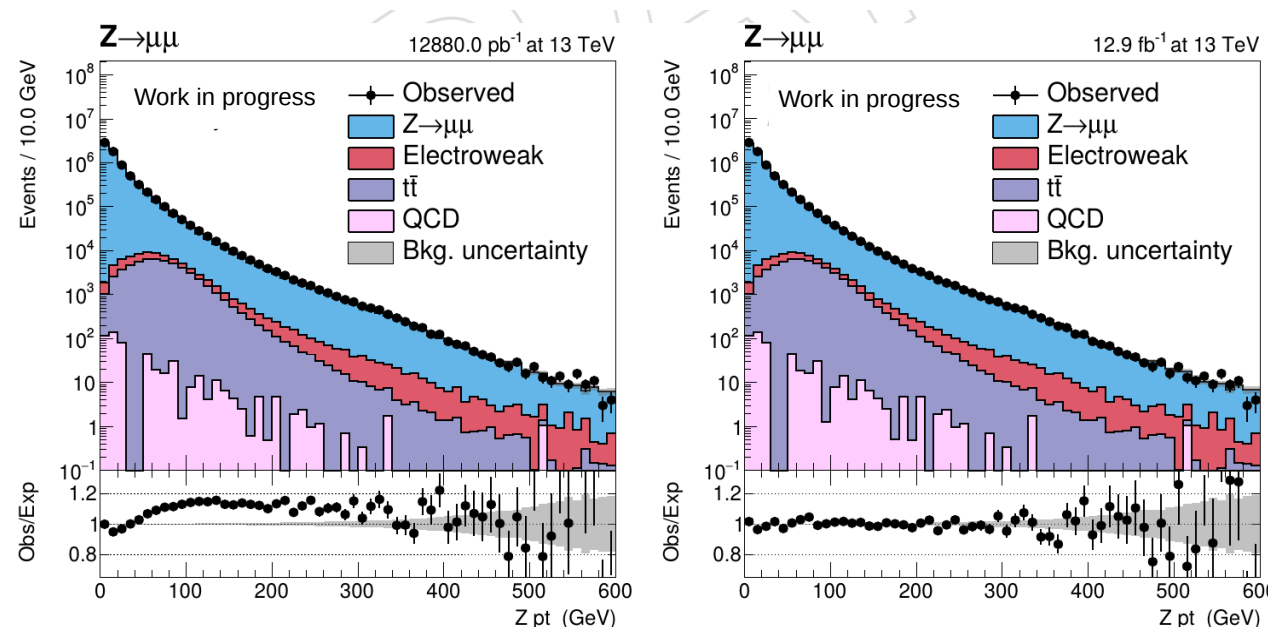 Z→μμ
12880.0 pb⁻¹ at 13 TeV
Events / 10.0 GeV
10⁸
10⁷
10⁶
10⁵
10⁴
10³
10²
10
1
10⁻¹
Work in progress
Observed
Z→μμ
Electroweak
tt̄
QCD
Bkg. uncertainty
Obs/Exp
1.2
1
0.8
0 100 200 300 400 500 600
Z pt (GeV)
Z→μμ
12.9 fb⁻¹ at 13 TeV
Events / 10.0 GeV
10⁸
10⁷
10⁶
10⁵
10⁴
10³
10²
10
1
10⁻¹
Work in progress
Observed
Z→μμ
Electroweak
tt̄
QCD
Bkg. uncertainty
Obs/Exp
1.2
1
0.8
0 100 200 300 400 500 600
Z pt (GeV)